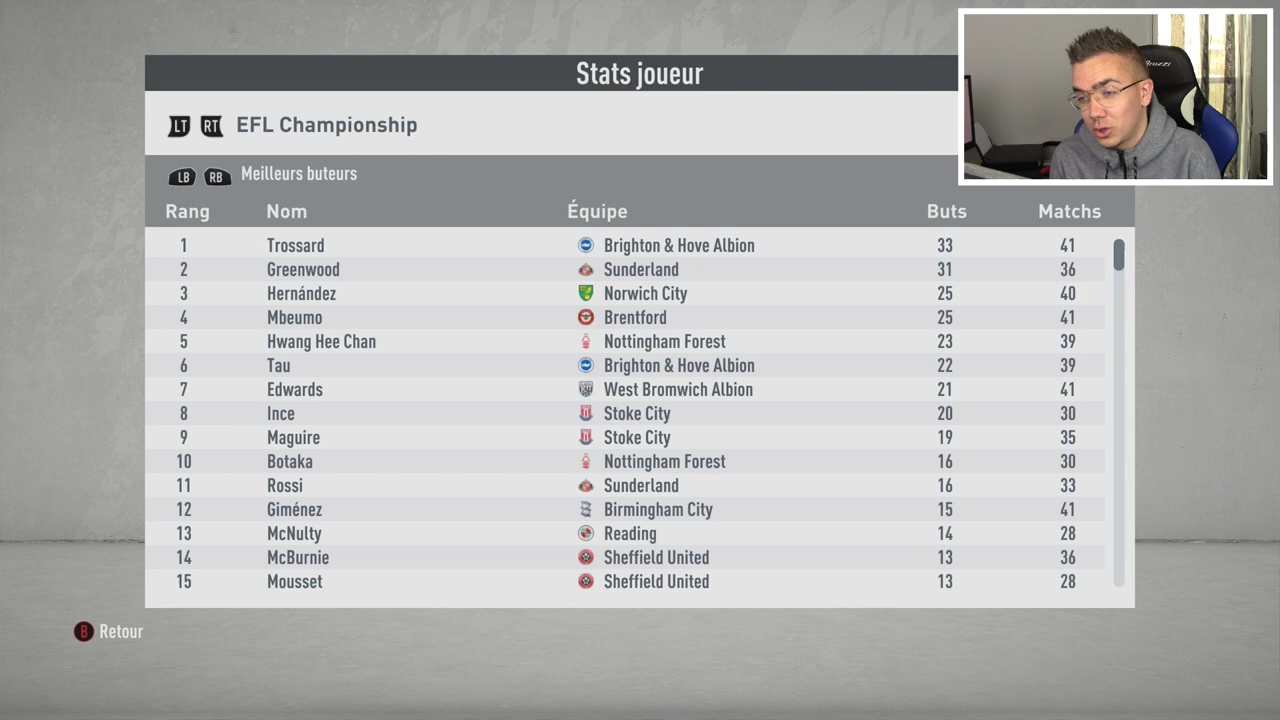 Stats joueur
LT RT EFL Championship
LB RB Meilleurs buteurs
Rang Nom Équipe Buts Matchs
1 Trossard Brighton & Hove Albion 33 41
2 Greenwood Sunderland 31 36
3 Hernández Norwich City 25 40
4 Mbeumo Brentford 25 41
5 Hwang Hee Chan Nottingham Forest 23 39
6 Tau Brighton & Hove Albion 22 39
7 Edwards West Bromwich Albion 21 41
8 Ince Stoke City 20 30
9 Maguire Stoke City 19 35
10 Botaka Nottingham Forest 16 30
11 Rossi Sunderland 16 33
12 Giménez Birmingham City 15 41
13 McNulty Reading 14 28
14 McBurnie Sheffield United 13 36
15 Mousset Sheffield United 13 28
B Retour